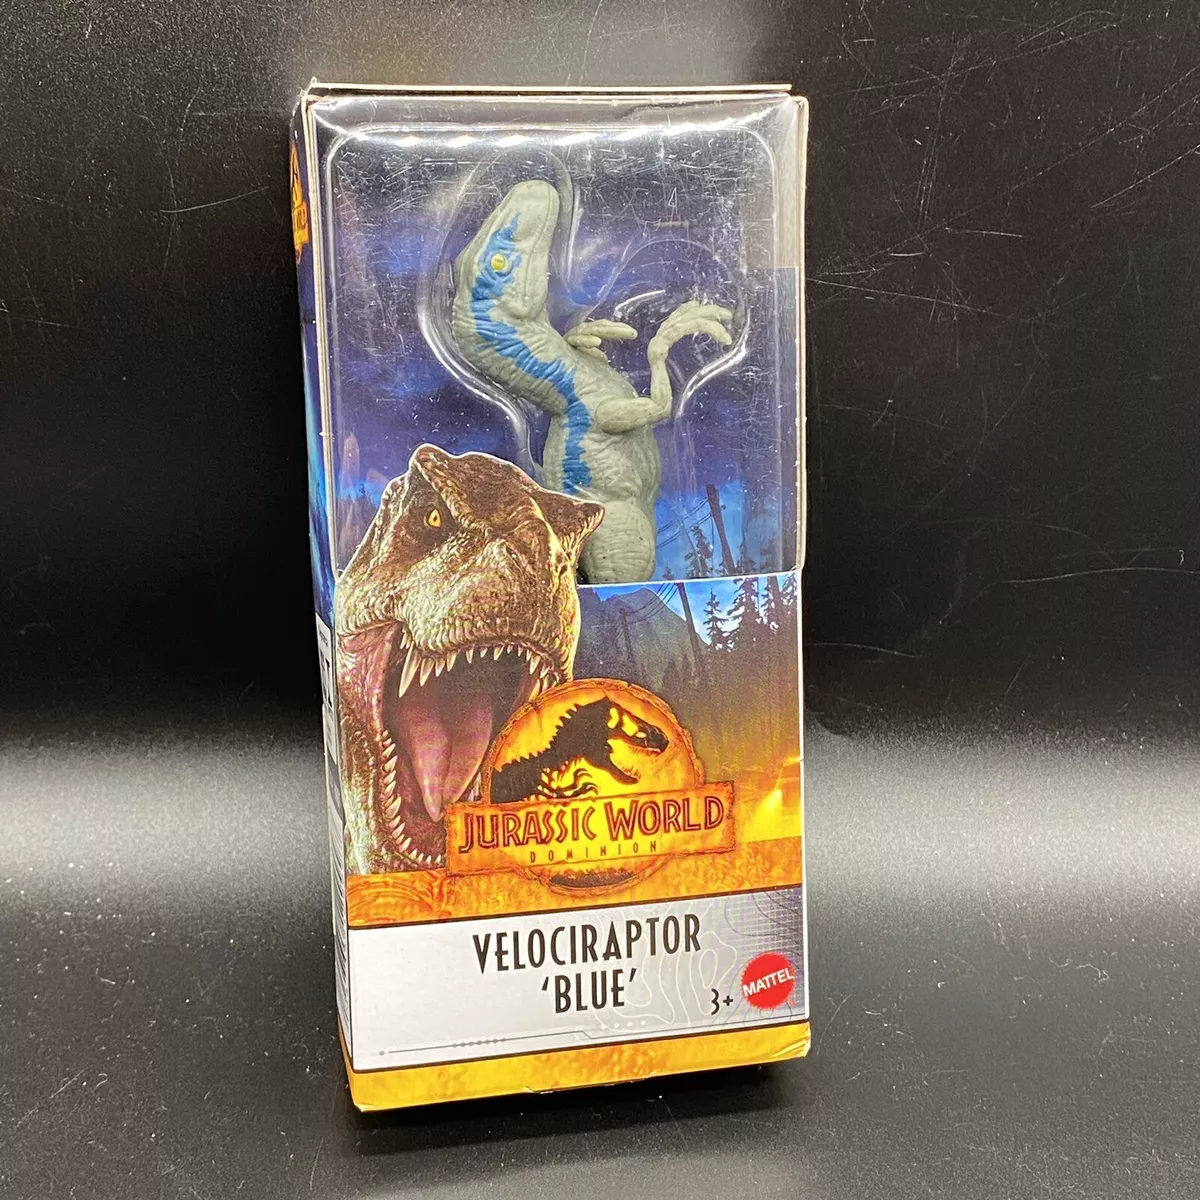 JURASSIC WORLD
DOMINION
VELOCIRAPTOR
'BLUE'
3+
MATTEL